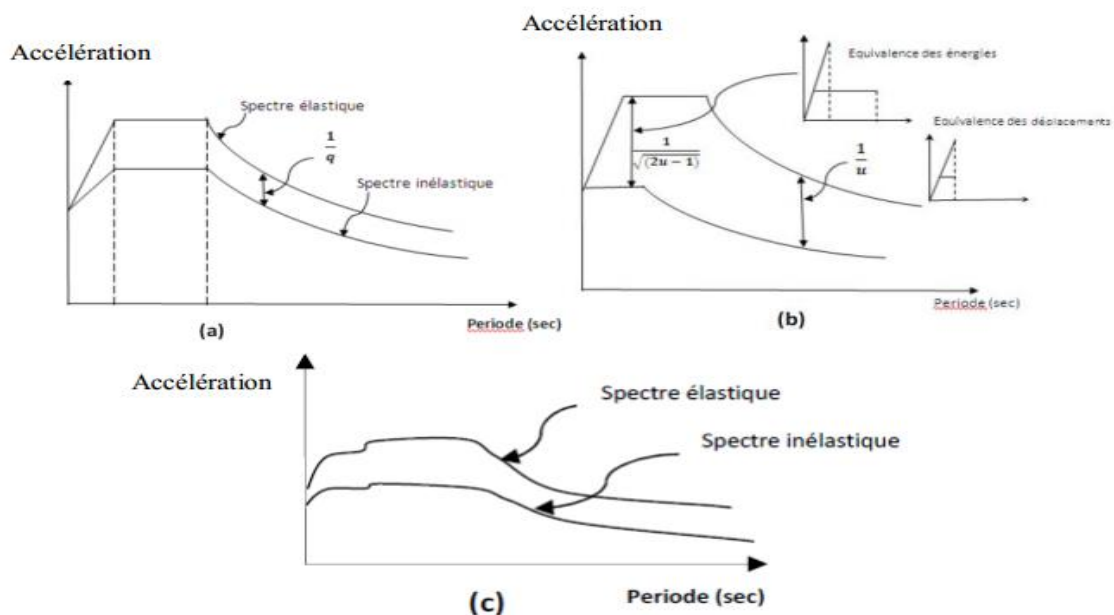 Accélération
Spectre élastique
1
q
Spectre inélastique
Periode (sec)
(a)
Accélération
Equivalence des énergies
Equivalence des déplacements
1
√(2u − 1)
1
u
Periode (sec)
(b)
Accélération
Spectre élastique
Spectre inélastique
(c)
Periode (sec)